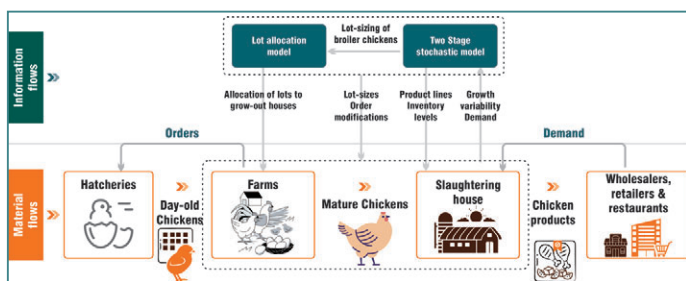 Information
flows
Lot allocation
model
Lot-sizing of
broiler chickens
Two Stage
stochastic model
Allocation of lots to
grow-out houses
Lot-sizes
Order
modifications
Product lines
Inventory
levels
Growth
variability
Demand
Orders
Demand
Material
flows
Hatcheries
Day-old
Chickens
Farms
Mature Chickens
Slaughtering
house
Chicken
products
Wholesalers,
retailers &
restaurants